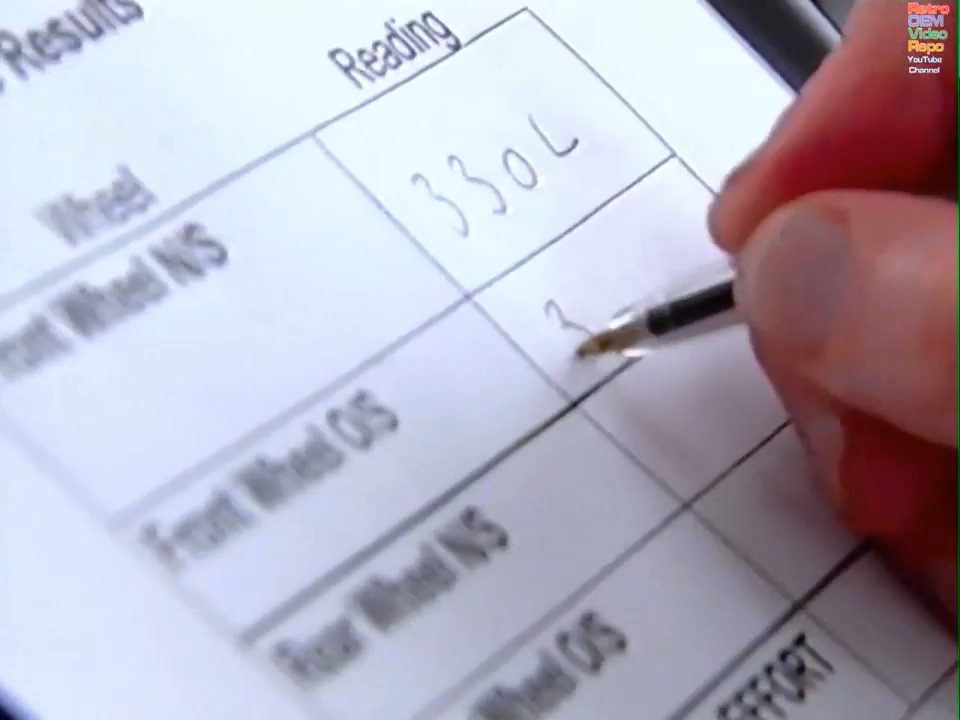 Results
Wheel Reading
Front Wheel N/S 330L
Front Wheel O/S 3
Rear Wheel N/S
Wheel O/S
EFFORT
Retro
OEM
Video
Repo
YouTube
Channel